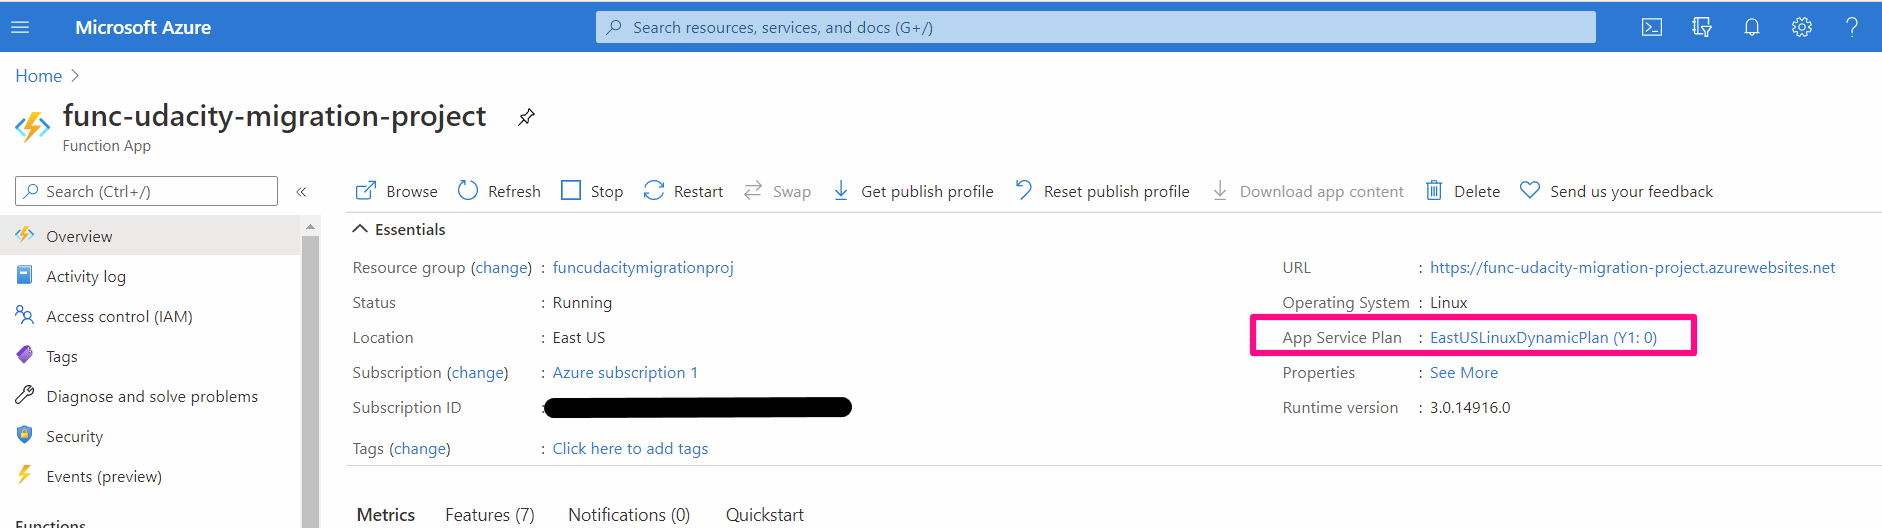 Microsoft Azure
Search resources, services, and docs (G+/)
Home
func-udacity-migration-project
Function App
Search (Ctrl+/)
«
Browse Refresh Stop Restart Swap Get publish profile Reset publish profile Download app content Delete Send us your feedback
Overview
Activity log
Access control (IAM)
Tags
Diagnose and solve problems
Security
Events (preview)
Functions
Essentials
Resource group (change) : funcudacitymigrationproj
Status : Running
Location : East US
Subscription (change) : Azure subscription 1
Subscription ID :
Tags (change) : Click here to add tags
URL : https://func-udacity-migration-project.azurewebsites.net
Operating System : Linux
App Service Plan : EastUSLinuxDynamicPlan (Y1: 0)
Properties : See More
Runtime version : 3.0.14916.0
Metrics Features (7) Notifications (0) Quickstart